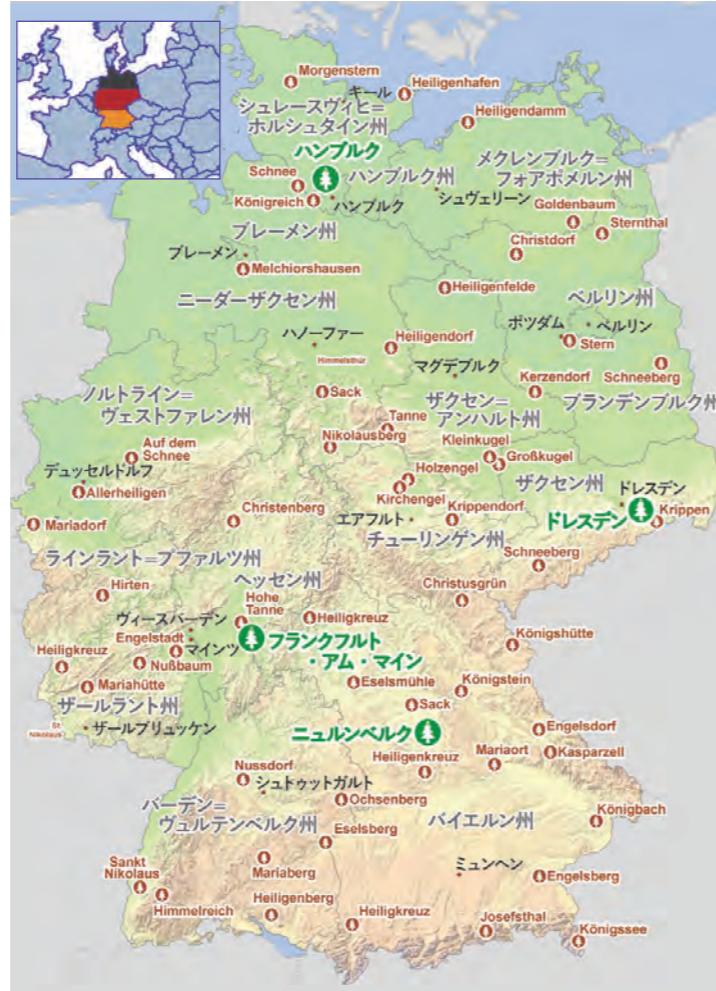 Morgenstern
キール
Heiligenhafen
シュレースヴィヒ=
ホルシュタイン州
Heiligendamm
ハンブルク
Schnee
ハンブルク州
メクレンブルク=
フォアポメルン州
Königreich
ハンブルク
シュヴェリーン
Goldenbaum
Sternthal
ブレーメン州
Christdorf
ブレーメン
Melchiorshausen
Heiligenfelde
ニーダーザクセン州
ベルリン州
ポツダム
ベルリン
ハノーファー
Heiligendorf
Stern
Himmelsthür
マグデブルク
Schneeberg
ノルトライン=
ヴェストファレン州
Sack
Kerzendorf
ザクセン=
アンハルト州
ブランデンブルク州
Tanne
Auf dem
Schnee
Nikolausberg
Kleinkugel
Großkugel
デュッセルドルフ
Holzengel
ザクセン州
ドレスデン
Allerheiligen
Kirchengel
Christenberg
Krippendorf
Krippen
Mariadorf
エアフルト
ドレスデン
チューリンゲン州
ラインラント=プファルツ州
Schneeberg
Hirten
ヘッセン州
Christusgrün
Hohe
Tanne
ヴィースバーデン
Heiligkreuz
Engelstadt
マインツ
フランクフルト
・アム・マイン
Königshütte
Heiligkreuz
Nußbaum
Mariahütte
Eselsmühle
Königstein
ザールラント州
Sack
St.
Nikolaus
ザールブリュッケン
ニュルンベルク
Engelsdorf
Heiligenkreuz
Mariaort
Kasparzell
Nussdorf
シュトゥットガルト
Ochsenberg
バーデン=
ヴュルテンベルク州
バイエルン州
Königbach
Eselsberg
Sankt
Nikolaus
Mariaberg
ミュンヘン
Engelsberg
Himmelreich
Heiligenberg
Heiligkreuz
Josefsthal
Königssee